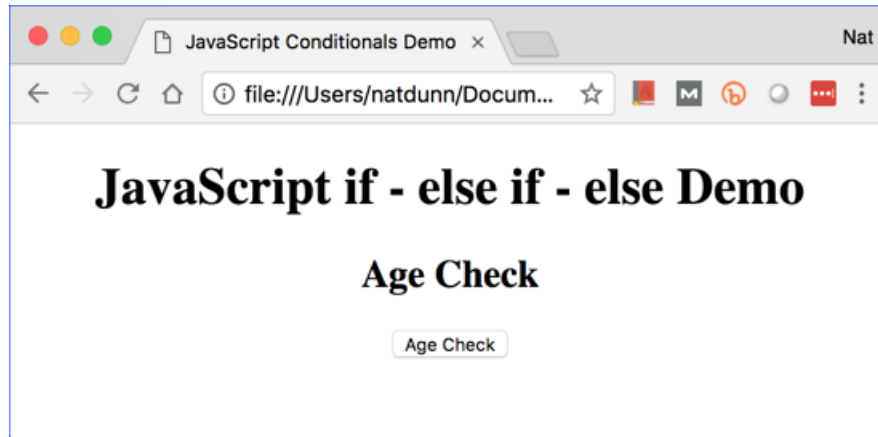 JavaScript Conditionals Demo
Nat
file:///Users/natdunn/Docum...
JavaScript if - else if - else Demo
Age Check
Age Check